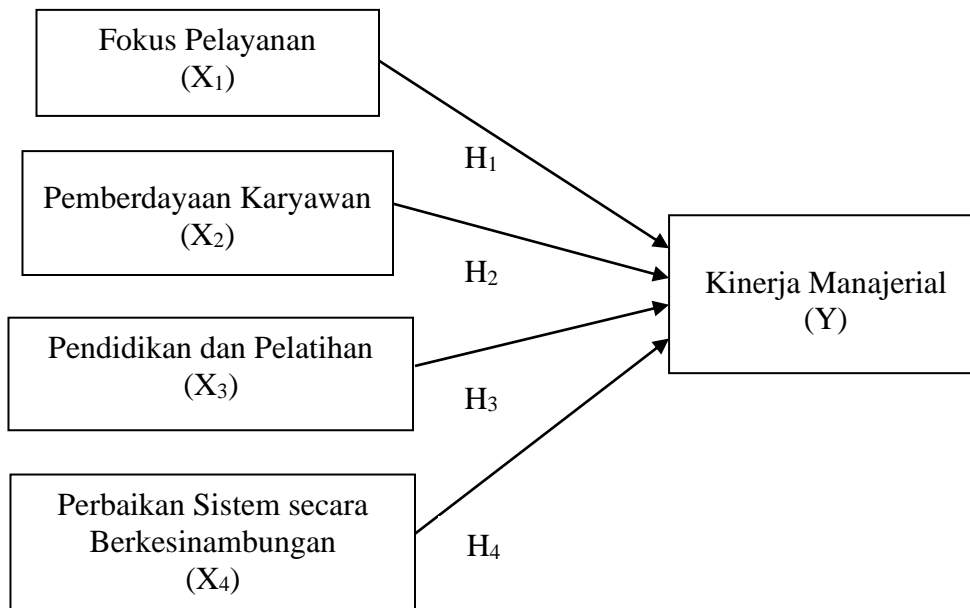 Fokus Pelayanan
(X₁)
H₁
Pemberdayaan Karyawan
(X₂)
H₂
Kinerja Manajerial
(Y)
Pendidikan dan Pelatihan
(X₃)
H₃
Perbaikan Sistem secara
Berkesinambungan
(X₄)
H₄